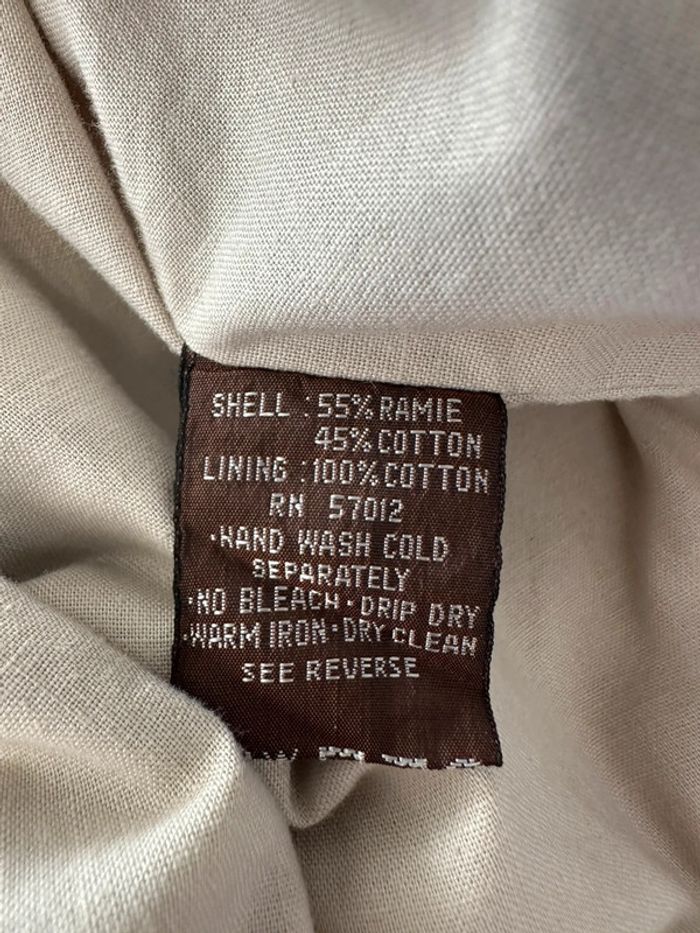 SHELL : 55% RAMIE
45% COTTON
LINING : 100% COTTON
RN 57012
·HAND WASH COLD
SEPARATELY
·NO BLEACH·DRIP DRY
·WARM IRON·DRY CLEAN
SEE REVERSE